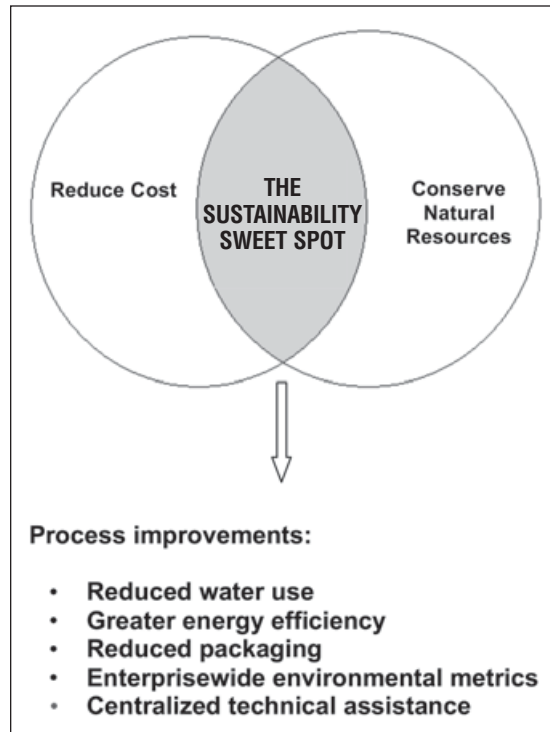 Reduce Cost
THE
SUSTAINABILITY
SWEET SPOT
Conserve
Natural
Resources
Process improvements:
• Reduced water use
• Greater energy efficiency
• Reduced packaging
• Enterprisewide environmental metrics
• Centralized technical assistance